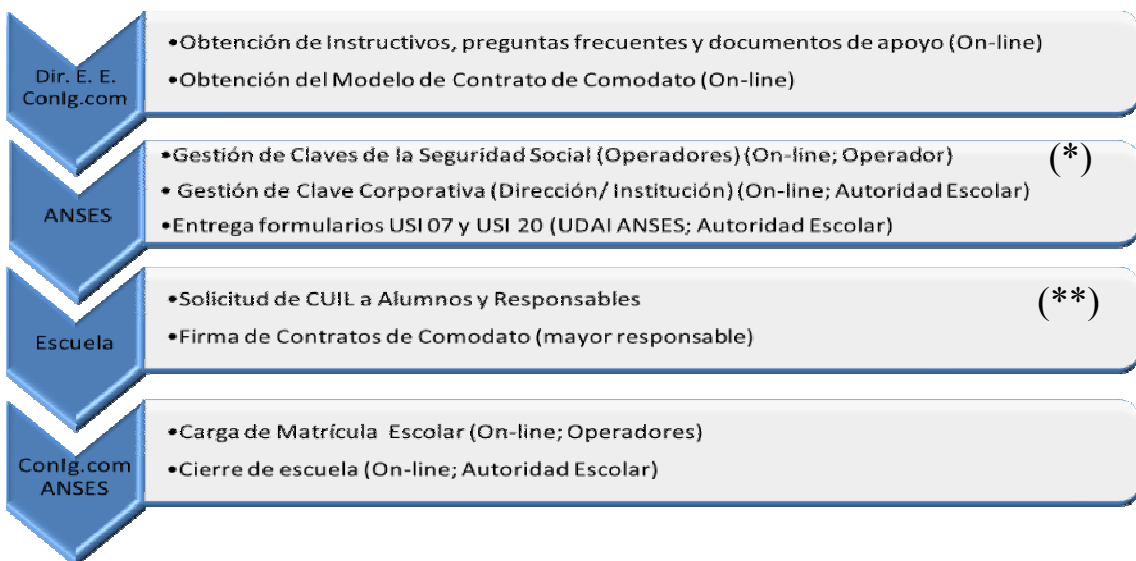 Dir. E. E.
ConIg.com
•Obtención de Instructivos, preguntas frecuentes y documentos de apoyo (On-line)
•Obtención del Modelo de Contrato de Comodato (On-line)
ANSES
•Gestión de Claves de la Seguridad Social (Operadores) (On-line; Operador) (*)
• Gestión de Clave Corporativa (Dirección/ Institución) (On-line; Autoridad Escolar)
•Entrega formularios USI 07 y USI 20 (UDAI ANSES; Autoridad Escolar)
Escuela
•Solicitud de CUIL a Alumnos y Responsables (**)
•Firma de Contratos de Comodato (mayor responsable)
ConIg.com
ANSES
•Carga de Matrícula Escolar (On-line; Operadores)
•Cierre de escuela (On-line; Autoridad Escolar)